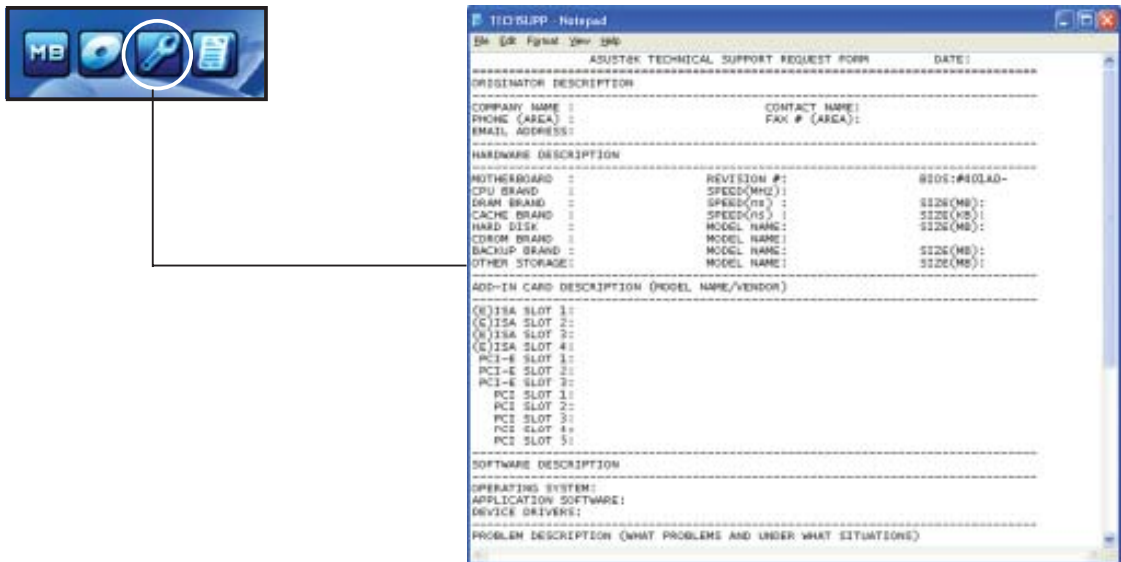 MB
TECHSUPP - Notepad
File Edit Format View Help
ASUSTeK TECHNICAL SUPPORT REQUEST FORM DATE:
ORIGINATOR DESCRIPTION
COMPANY NAME : CONTACT NAME:
PHONE (AREA) : FAX # (AREA):
EMAIL ADDRESS:
HARDWARE DESCRIPTION
MOTHERBOARD : REVISION #: BIOS:#401A0-
CPU BRAND : SPEED(MHz):
DRAM BRAND : SPEED(ns) : SIZE(MB):
CACHE BRAND : SPEED(ns) : SIZE(KB):
HARD DISK : MODEL NAME: SIZE(MB):
CDROM BRAND : MODEL NAME:
BACKUP BRAND : MODEL NAME: SIZE(MB):
OTHER STORAGE: MODEL NAME: SIZE(MB):
ADD-IN CARD DESCRIPTION (MODEL NAME/VENDOR)
(E)ISA SLOT 1:
(E)ISA SLOT 2:
(E)ISA SLOT 3:
(E)ISA SLOT 4:
PCI-E SLOT 1:
PCI-E SLOT 2:
PCI-E SLOT 3:
PCI SLOT 1:
PCI SLOT 2:
PCI SLOT 3:
PCI SLOT 4:
PCI SLOT 5:
SOFTWARE DESCRIPTION
OPERATING SYSTEM:
APPLICATION SOFTWARE:
DEVICE DRIVERS:
PROBLEM DESCRIPTION (WHAT PROBLEMS AND UNDER WHAT SITUATIONS)